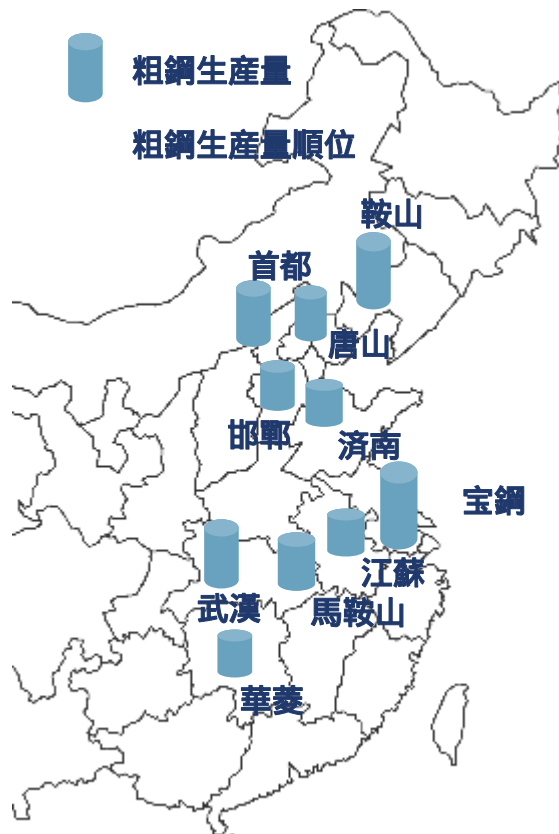 粗鋼生産量
粗鋼生産量順位
鞍山
首都
唐山
邯鄲
済南
宝鋼
江蘇
武漢
馬鞍山
華菱